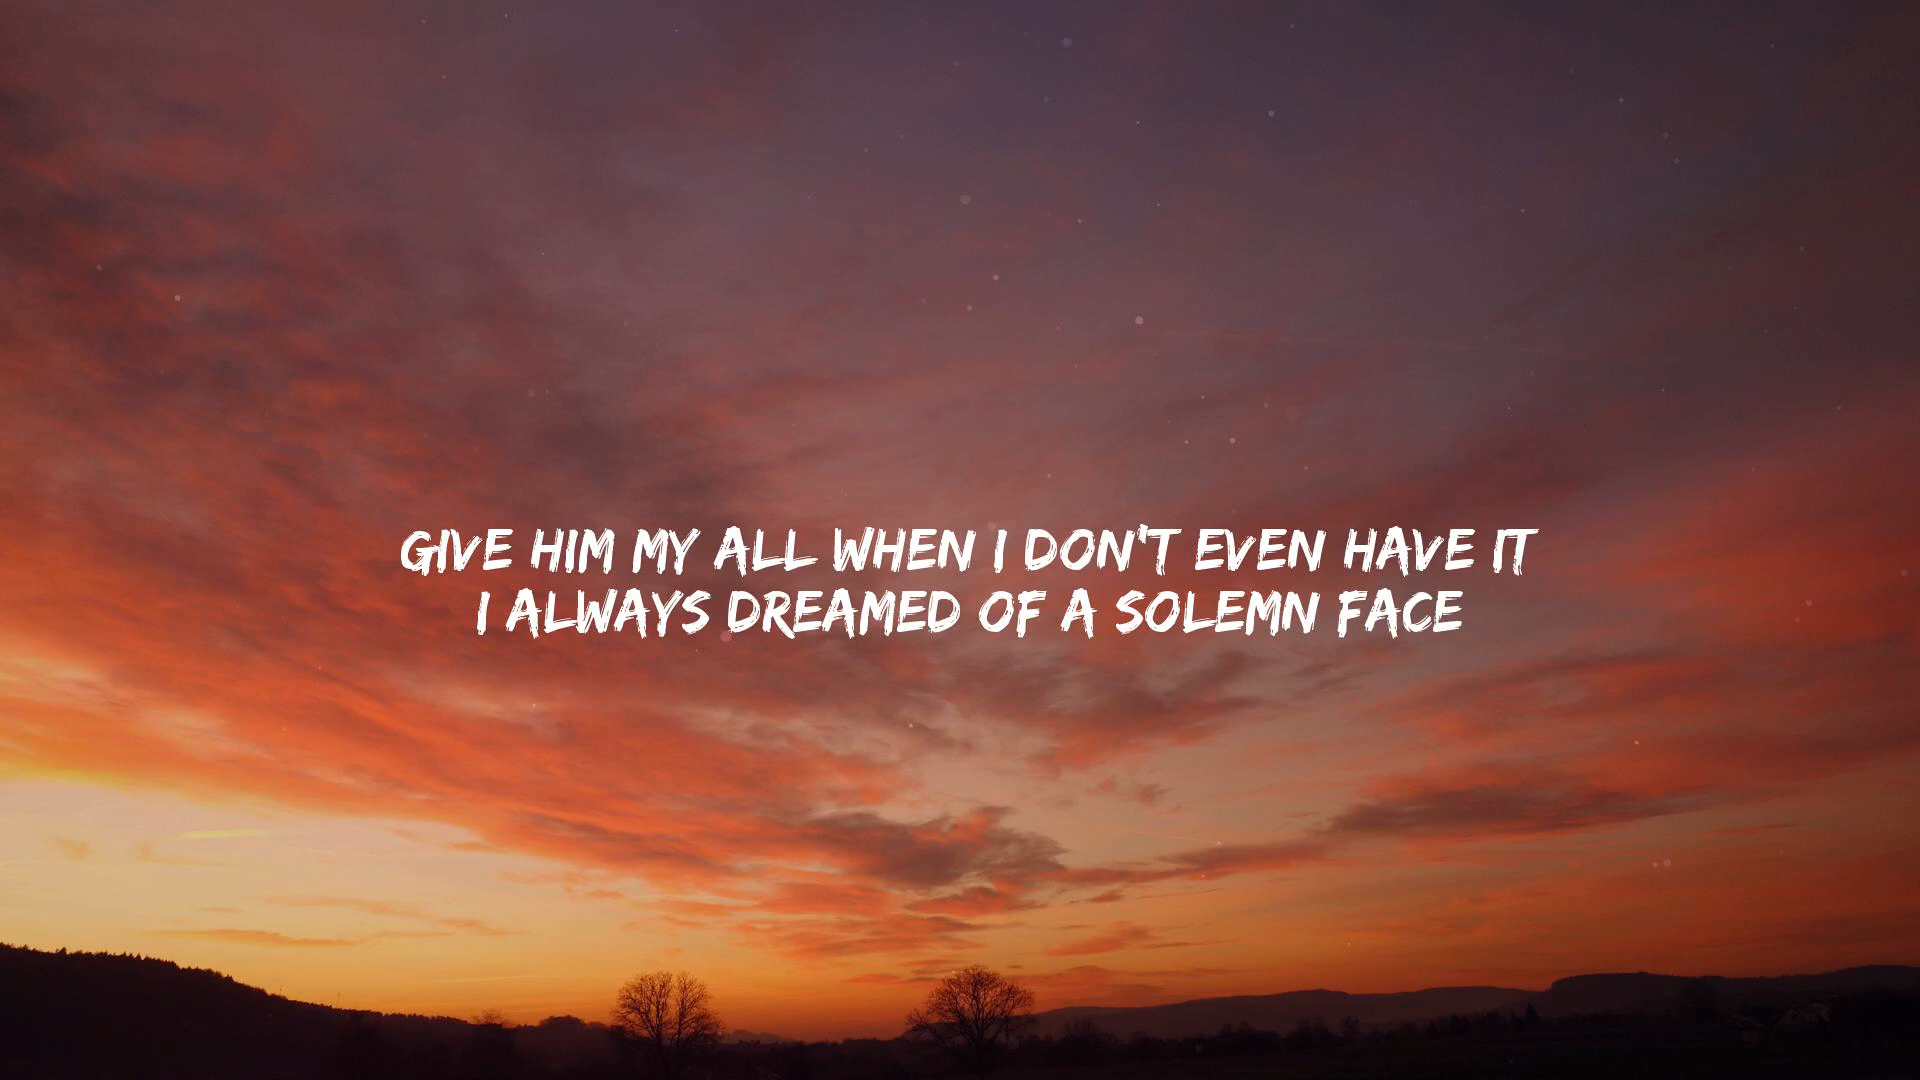 GIVE HIM MY ALL WHEN I DON'T EVEN HAVE IT
I ALWAYS DREAMED OF A SOLEMN FACE